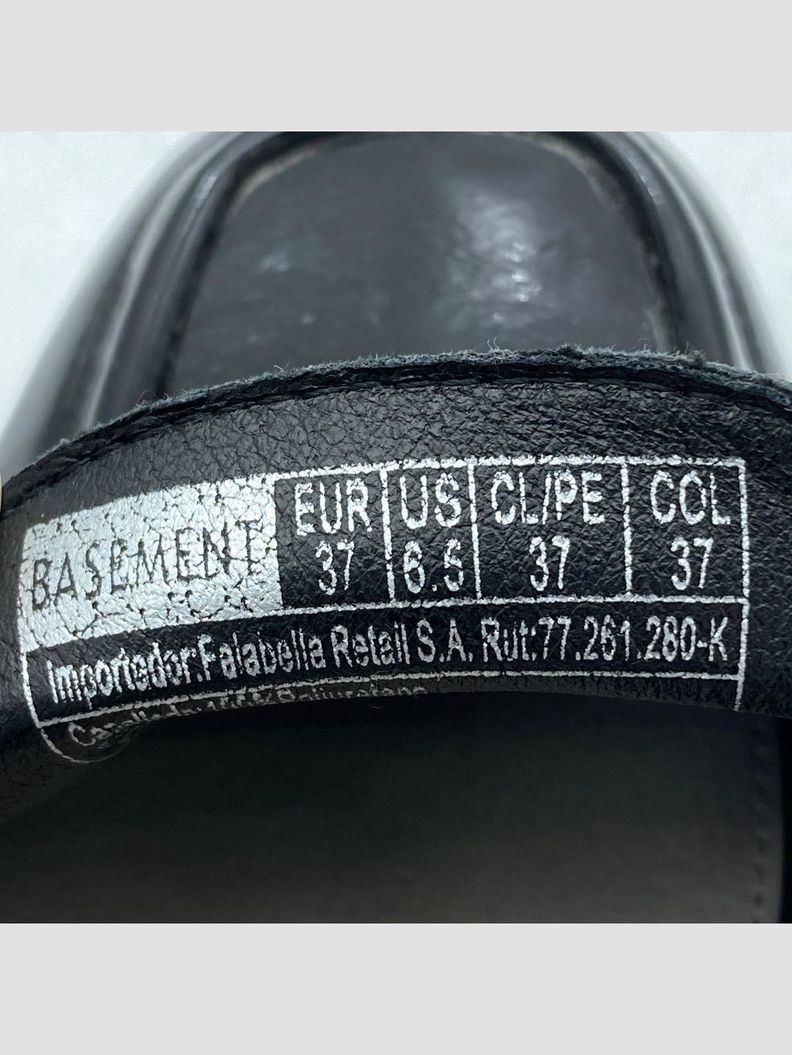 BASEMENT
EUR US CL/PE COL
37 6.5 37 37
Importador:Falabella Retail S.A. Rut:77.261.280-K